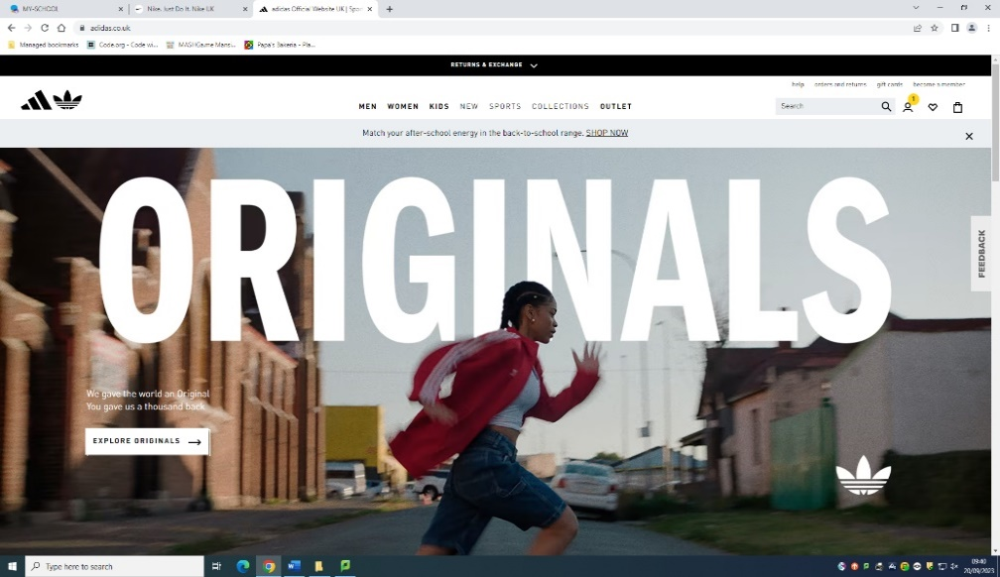 MY-SCHOOL
Nike. Just Do It. Nike UK
adidas Official Website UK | Spor
adidas.co.uk
Managed bookmarks
Code.org - Code wi...
MASHGame Mans...
Papa's Bakeria - Pla...
RETURNS & EXCHANGE
help orders and returns gift cards become a member
MEN WOMEN KIDS NEW SPORTS COLLECTIONS OUTLET
Search
1
Match your after-school energy in the back-to-school range. SHOP NOW
ORIGINALS
FEEDBACK
We gave the world an Original
You gave us a thousand back
EXPLORE ORIGINALS
Type here to search
09:40
20/09/2023